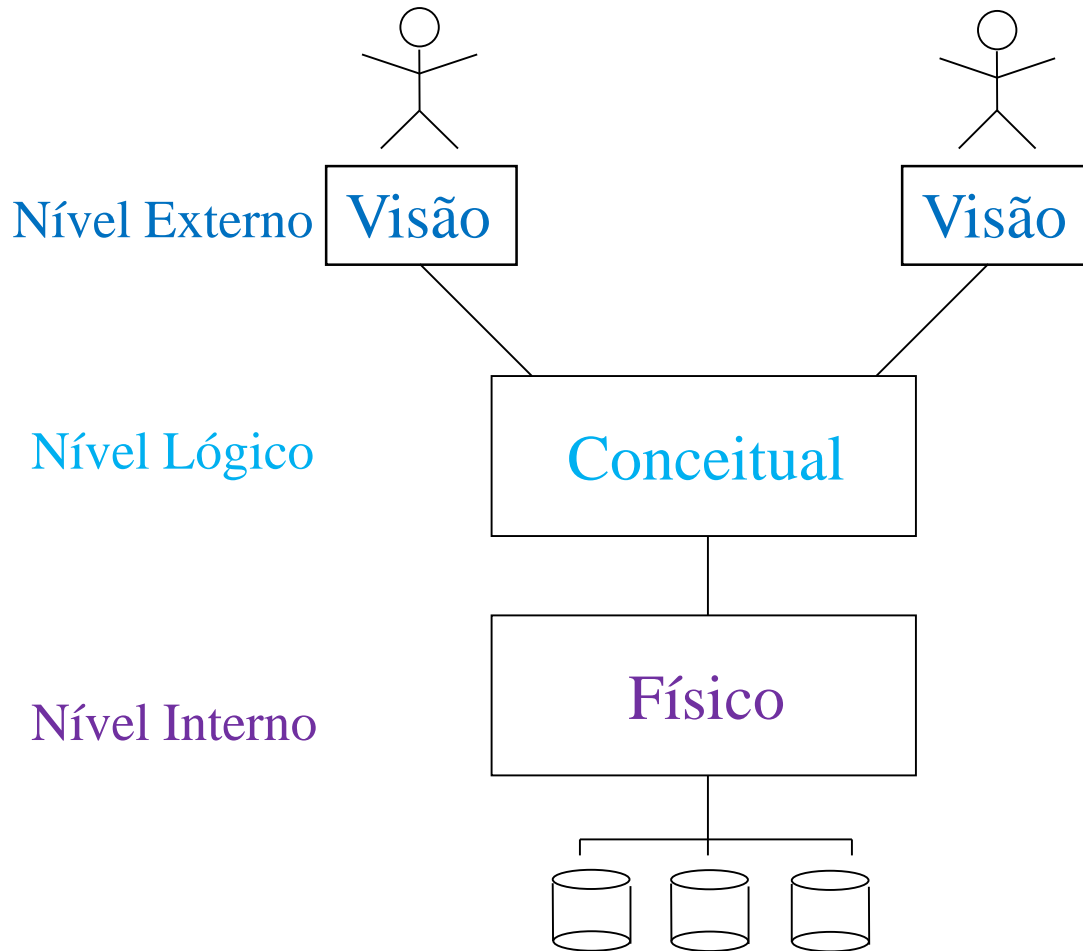 Nível Externo
Visão
Visão
Nível Lógico
Conceitual
Nível Interno
Físico